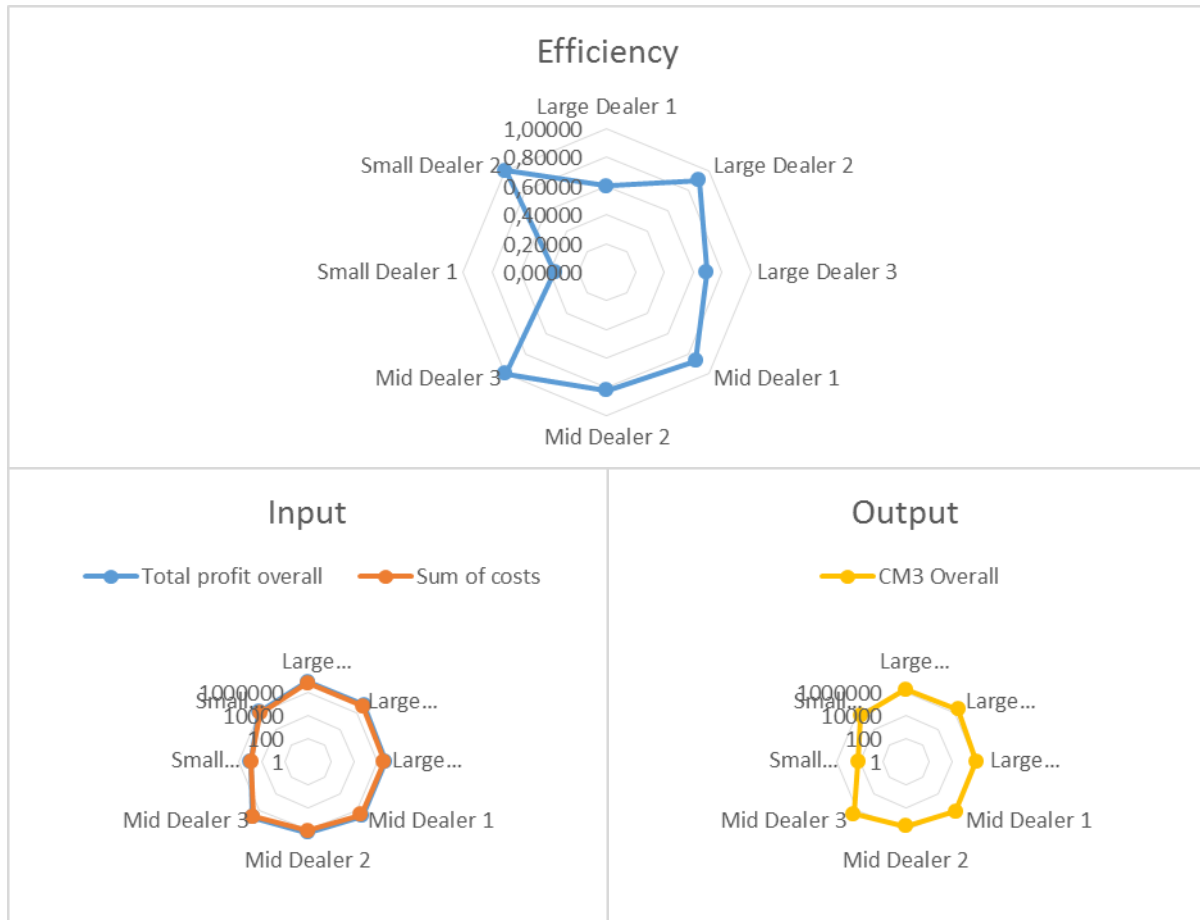 Efficiency
Large Dealer 1
1,00000
0,80000
0,60000
0,40000
0,20000
0,00000
Small Dealer 2
Large Dealer 2
Small Dealer 1
Large Dealer 3
Mid Dealer 3
Mid Dealer 1
Mid Dealer 2
Input
Total profit overall
Sum of costs
Large...
1000000
10000
100
1
Small...
Large...
Small...
Large...
Mid Dealer 3
Mid Dealer 1
Mid Dealer 2
Output
CM3 Overall
Large...
1000000
10000
100
1
Small...
Large...
Small...
Large...
Mid Dealer 3
Mid Dealer 1
Mid Dealer 2